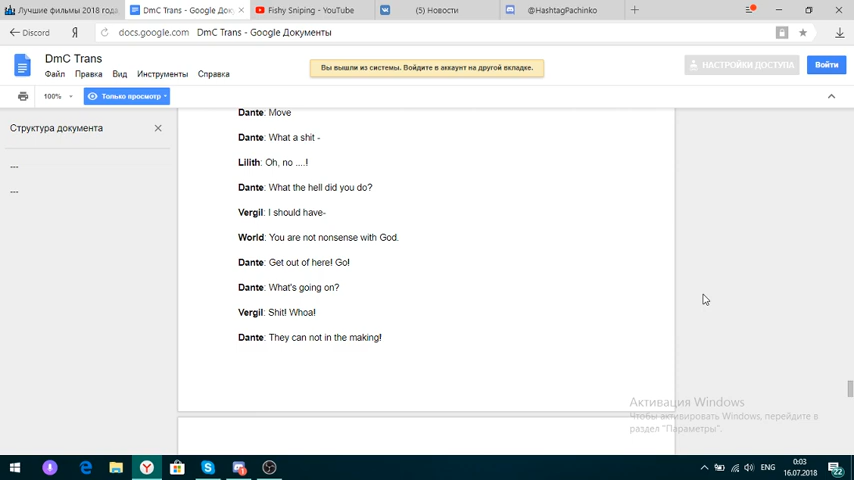 Лучшие фильмы 2018 года
DmC Trans - Google Док
Fishy Sniping - YouTube
(5) Новости
@HashtagPachinko
Discord
docs.google.com DmC Trans - Google Документы
DmC Trans
Файл Правка Вид Инструменты Справка
Вы вышли из системы. Войдите в аккаунт на другой вкладке.
НАСТРОЙКИ ДОСТУПА
Войти
100%
Только просмотр
Структура документа
---
---
Dante: Move
Dante: What a shit -
Lilith: Oh, no ....!
Dante: What the hell did you do?
Vergil: I should have-
World: You are not nonsense with God.
Dante: Get out of here! Go!
Dante: What's going on?
Vergil: Shit! Whoa!
Dante: They can not in the making!
Активация Windows
Чтобы активировать Windows, перейдите в
раздел "Параметры".
ENG
0:03
16.07.2018
22